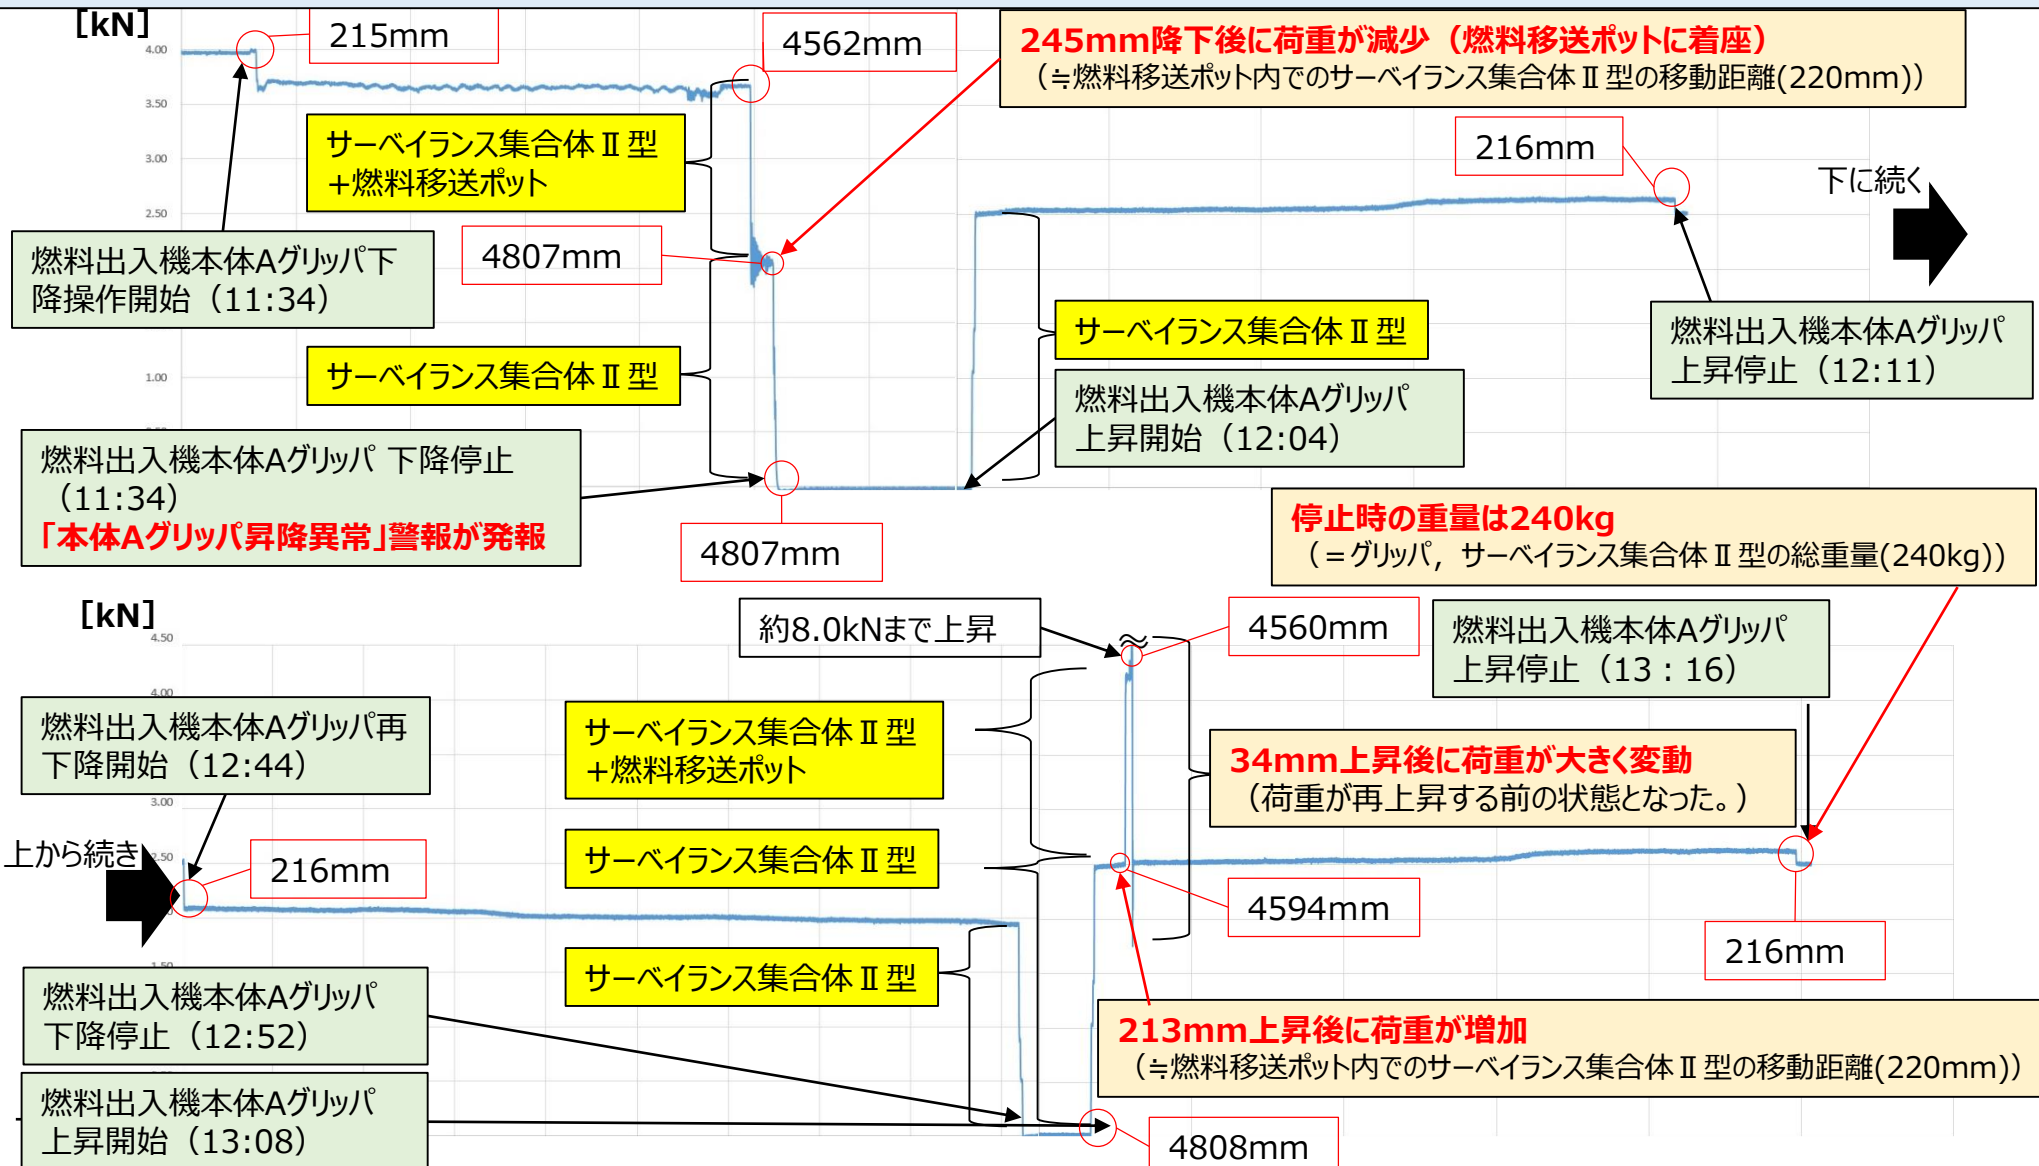 [kN]
215mm
4562mm
245mm降下後に荷重が減少（燃料移送ポットに着座）
（≒燃料移送ポット内でのサーベイランス集合体Ⅱ型の移動距離(220mm)）
4.00
3.50
3.00
2.50
1.00
サーベイランス集合体Ⅱ型
+燃料移送ポット
216mm
下に続く
燃料出入機本体Aグリッパ下
降操作開始（11:34）
4807mm
サーベイランス集合体Ⅱ型
サーベイランス集合体Ⅱ型
燃料出入機本体Aグリッパ
上昇停止（12:11）
燃料出入機本体Aグリッパ
上昇開始（12:04）
燃料出入機本体Aグリッパ 下降停止
（11:34）
「本体Aグリッパ昇降異常」警報が発報
4807mm
停止時の重量は240kg
（＝グリッパ，サーベイランス集合体Ⅱ型の総重量(240kg)）
[kN]
4.50
4.00
3.00
2.50
1.50
約8.0kNまで上昇
4560mm
燃料出入機本体Aグリッパ
上昇停止（13：16）
燃料出入機本体Aグリッパ再
下降開始（12:44）
サーベイランス集合体Ⅱ型
+燃料移送ポット
34mm上昇後に荷重が大きく変動
（荷重が再上昇する前の状態となった。）
上から続き
216mm
サーベイランス集合体Ⅱ型
4594mm
216mm
サーベイランス集合体Ⅱ型
燃料出入機本体Aグリッパ
下降停止（12:52）
213mm上昇後に荷重が増加
（≒燃料移送ポット内でのサーベイランス集合体Ⅱ型の移動距離(220mm)）
燃料出入機本体Aグリッパ
上昇開始（13:08）
4808mm